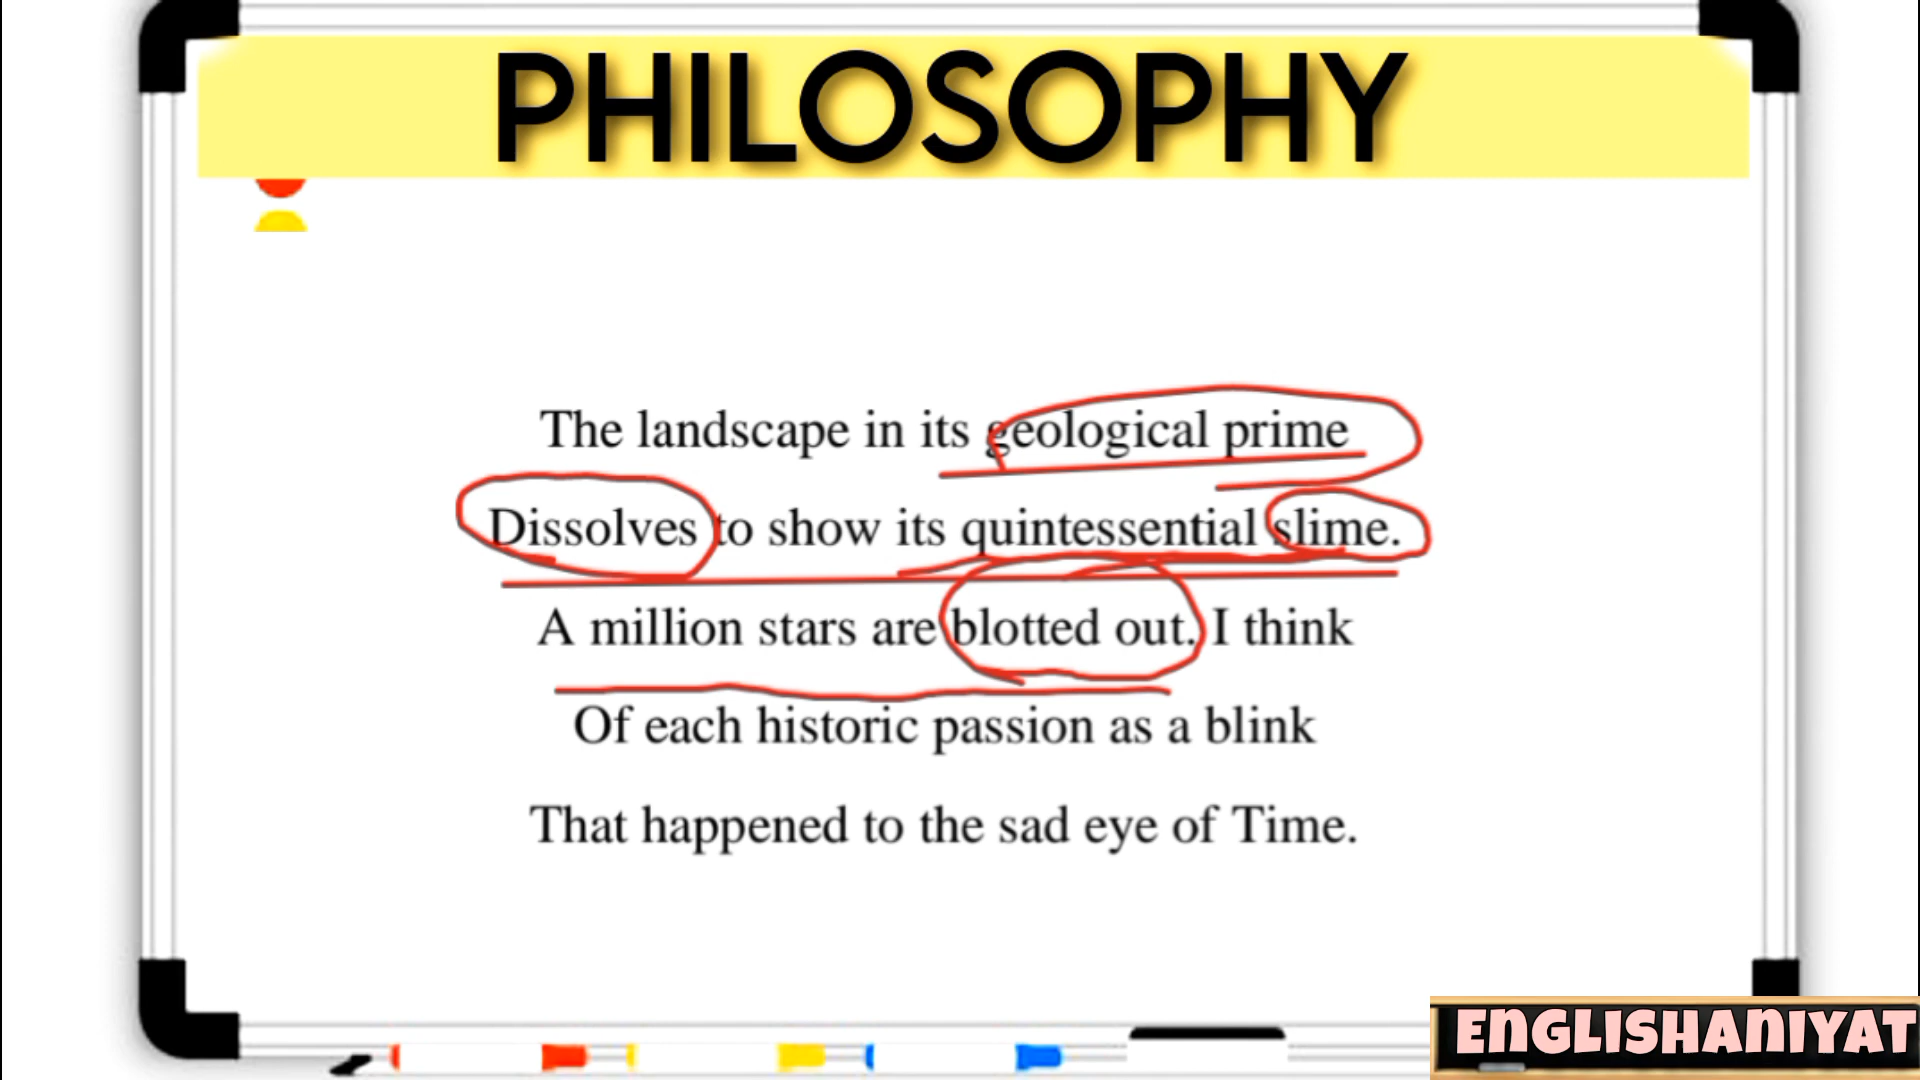 PHILOSOPHY
The landscape in its geological prime
Dissolves to show its quintessential slime.
A million stars are blotted out. I think
Of each historic passion as a blink
That happened to the sad eye of Time.
ENGLISHANIYAT